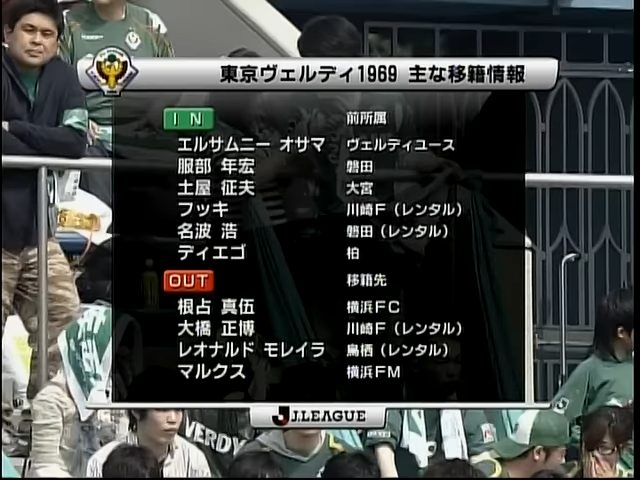 東京ヴェルディ1969 主な移籍情報
IN 前所属
エルサムニー オサマ ヴェルディユース
服部 年宏 磐田
土屋 征夫 大宮
フッキ 川崎F（レンタル）
名波 浩 磐田（レンタル）
ディエゴ 柏
OUT 移籍先
根占 真伍 横浜FC
大橋 正博 川崎F（レンタル）
レオナルド モレイラ 鳥栖（レンタル）
マルクス 横浜FM
J.LEAGUE
VERDY